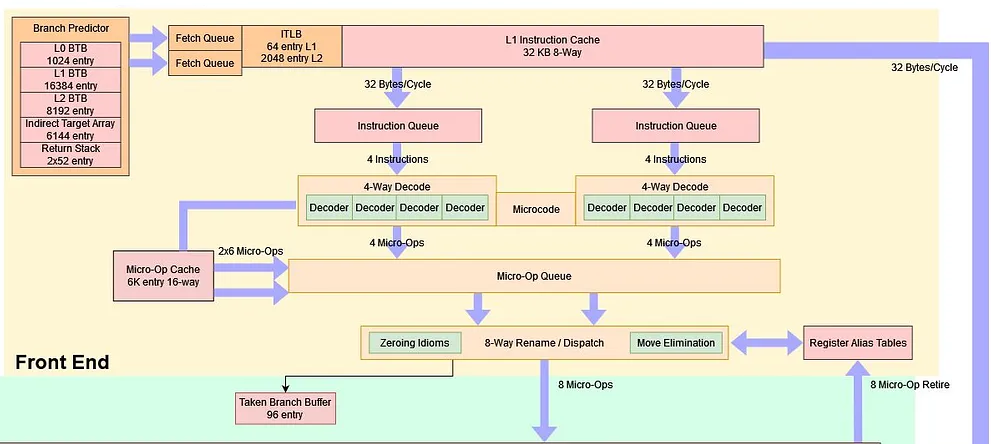 Branch Predictor
L0 BTB
1024 entry
L1 BTB
16384 entry
L2 BTB
8192 entry
Indirect Target Array
6144 entry
Return Stack
2x52 entry
Fetch Queue
Fetch Queue
ITLB
64 entry L1
2048 entry L2
L1 Instruction Cache
32 KB 8-Way
32 Bytes/Cycle
32 Bytes/Cycle
32 Bytes/Cycle
Instruction Queue
Instruction Queue
4 Instructions
4 Instructions
4-Way Decode
Decoder
Decoder
Decoder
Decoder
Microcode
4-Way Decode
Decoder
Decoder
Decoder
Decoder
4 Micro-Ops
4 Micro-Ops
Micro-Op Cache
6K entry 16-way
2x6 Micro-Ops
Micro-Op Queue
Zeroing Idioms
8-Way Rename / Dispatch
Move Elimination
Register Alias Tables
Front End
Taken Branch Buffer
96 entry
8 Micro-Ops
8 Micro-Op Retire